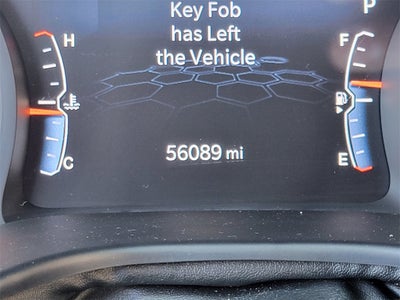 P
Key Fob
has Left
the Vehicle
H
F
C
E
56089 mi